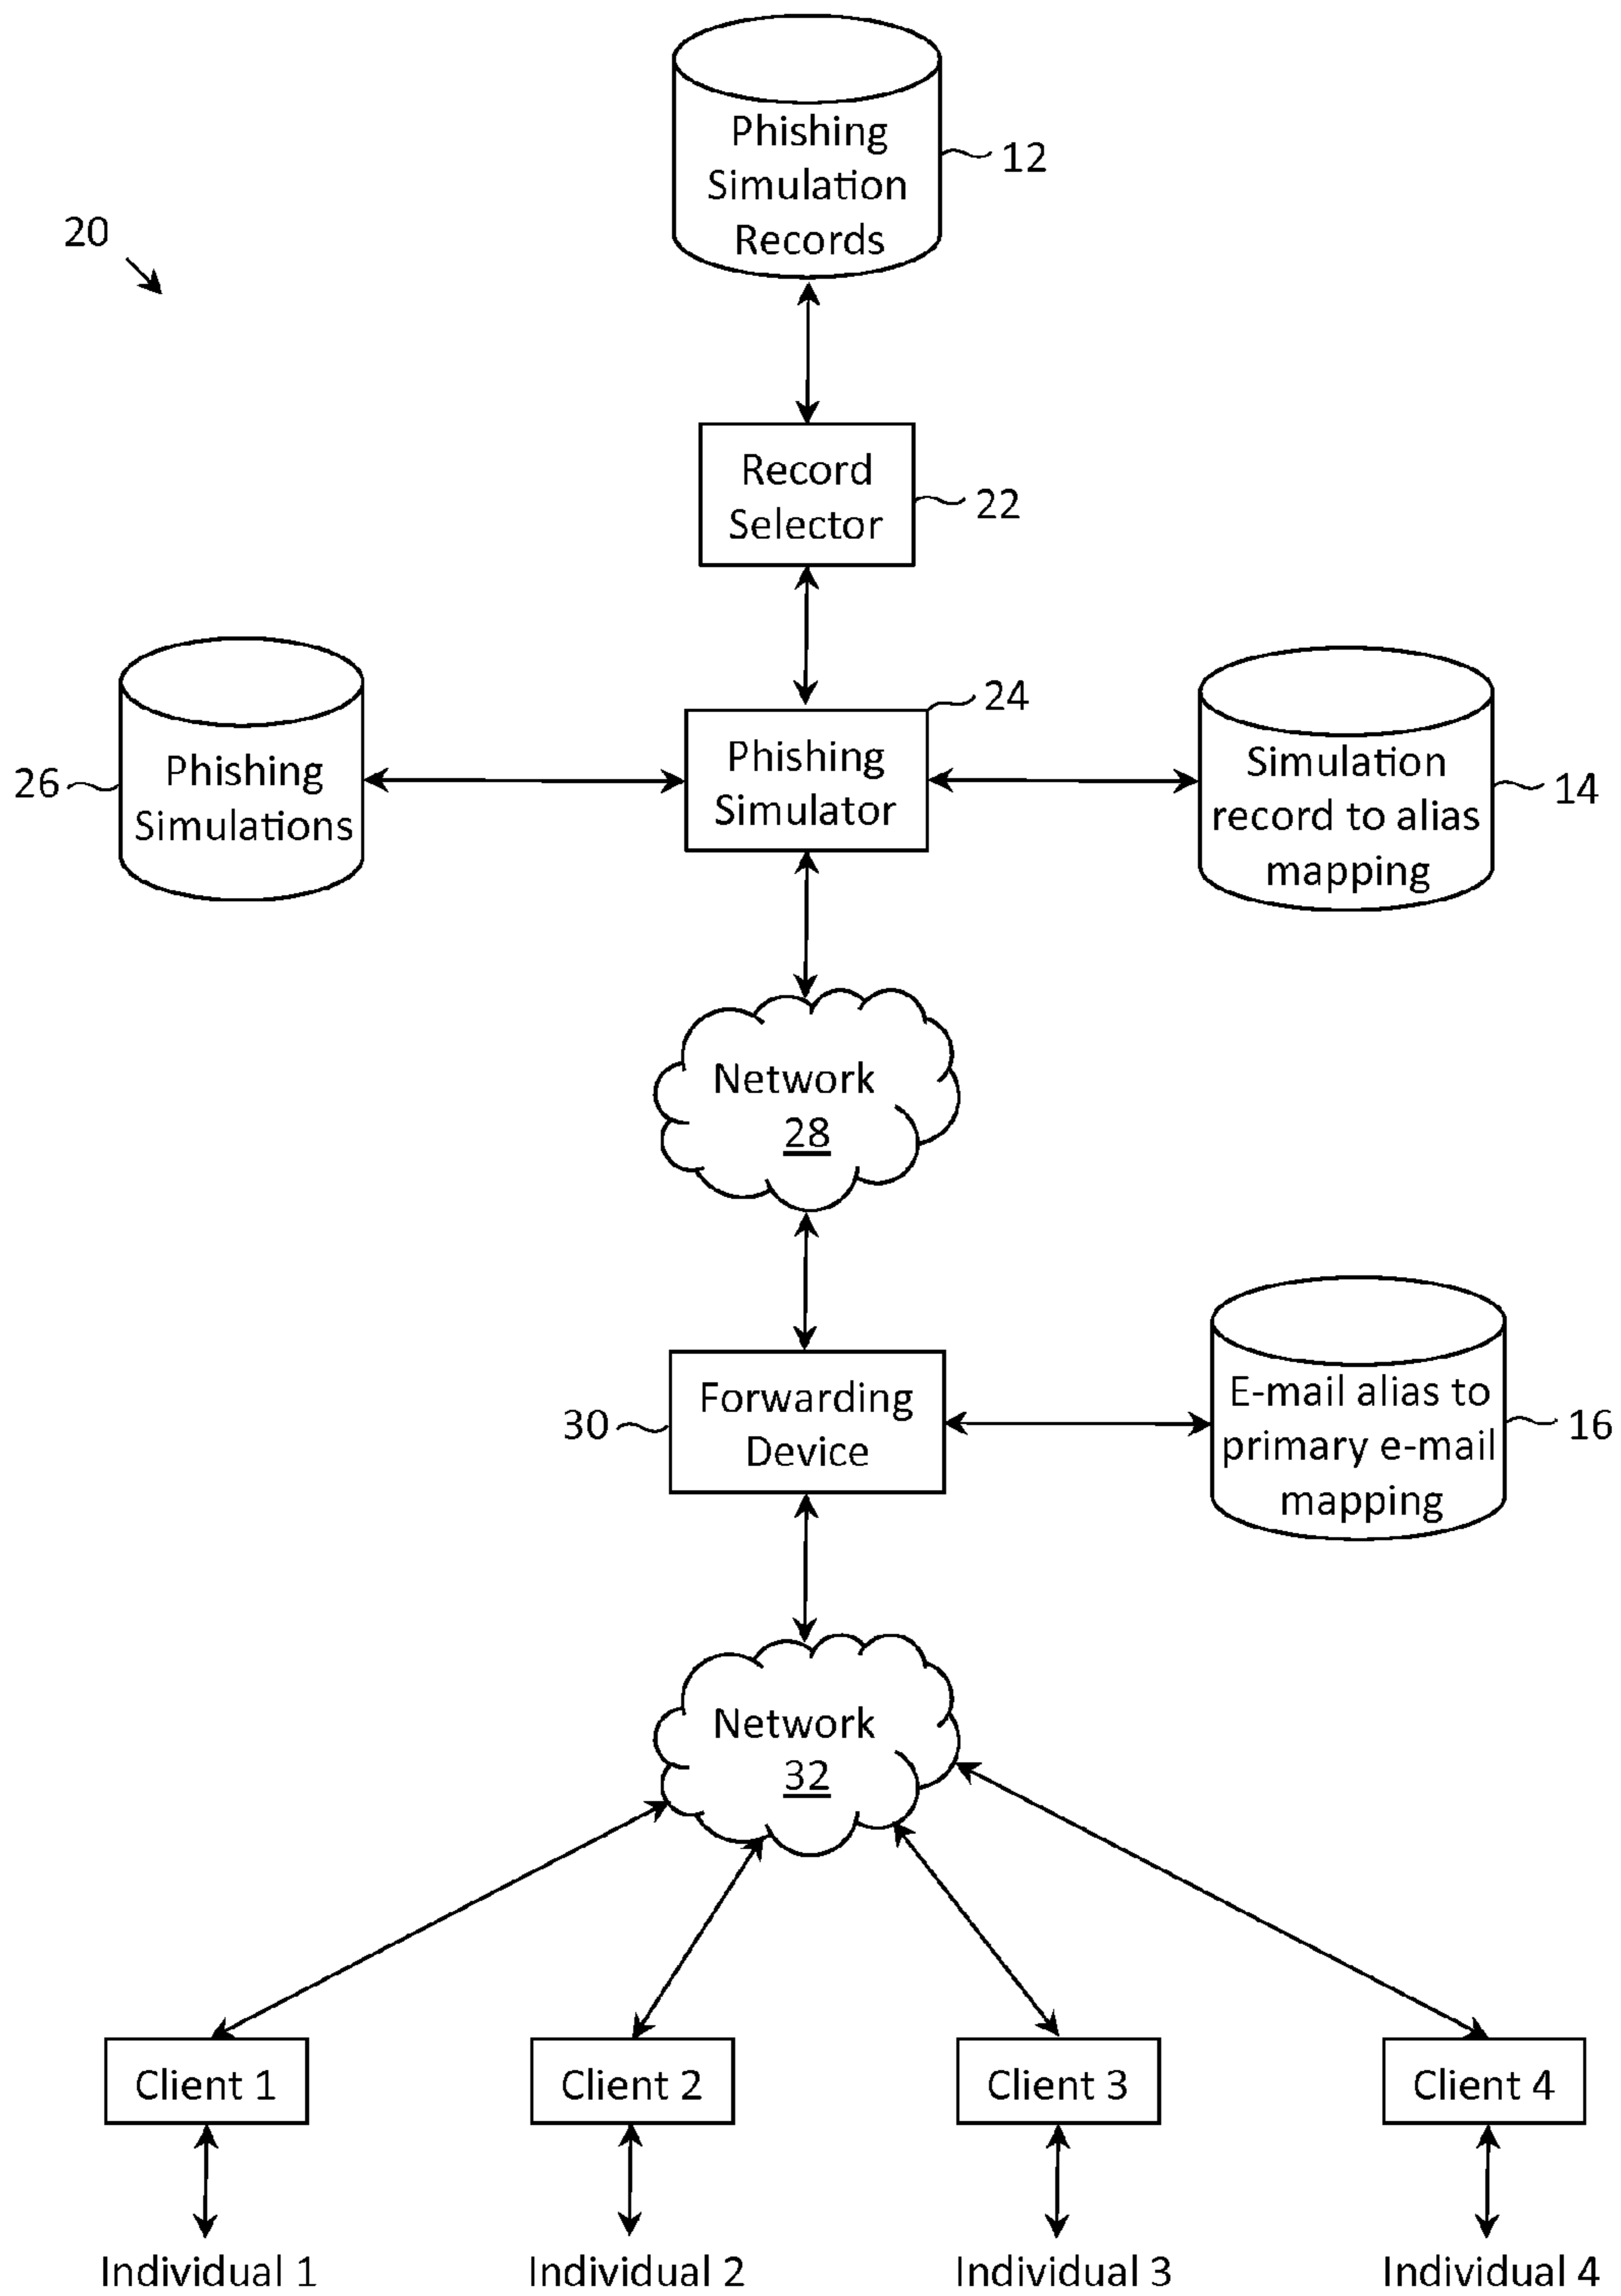 Phishing
Simulation
Records
12
20
Record
Selector
22
24
Phishing
Simulator
26
Phishing
Simulations
Simulation
record to alias
mapping
14
Network
28
30
Forwarding
Device
E-mail alias to
primary e-mail
mapping
16
Network
32
Client 1
Client 2
Client 3
Client 4
Individual 1
Individual 2
Individual 3
Individual 4